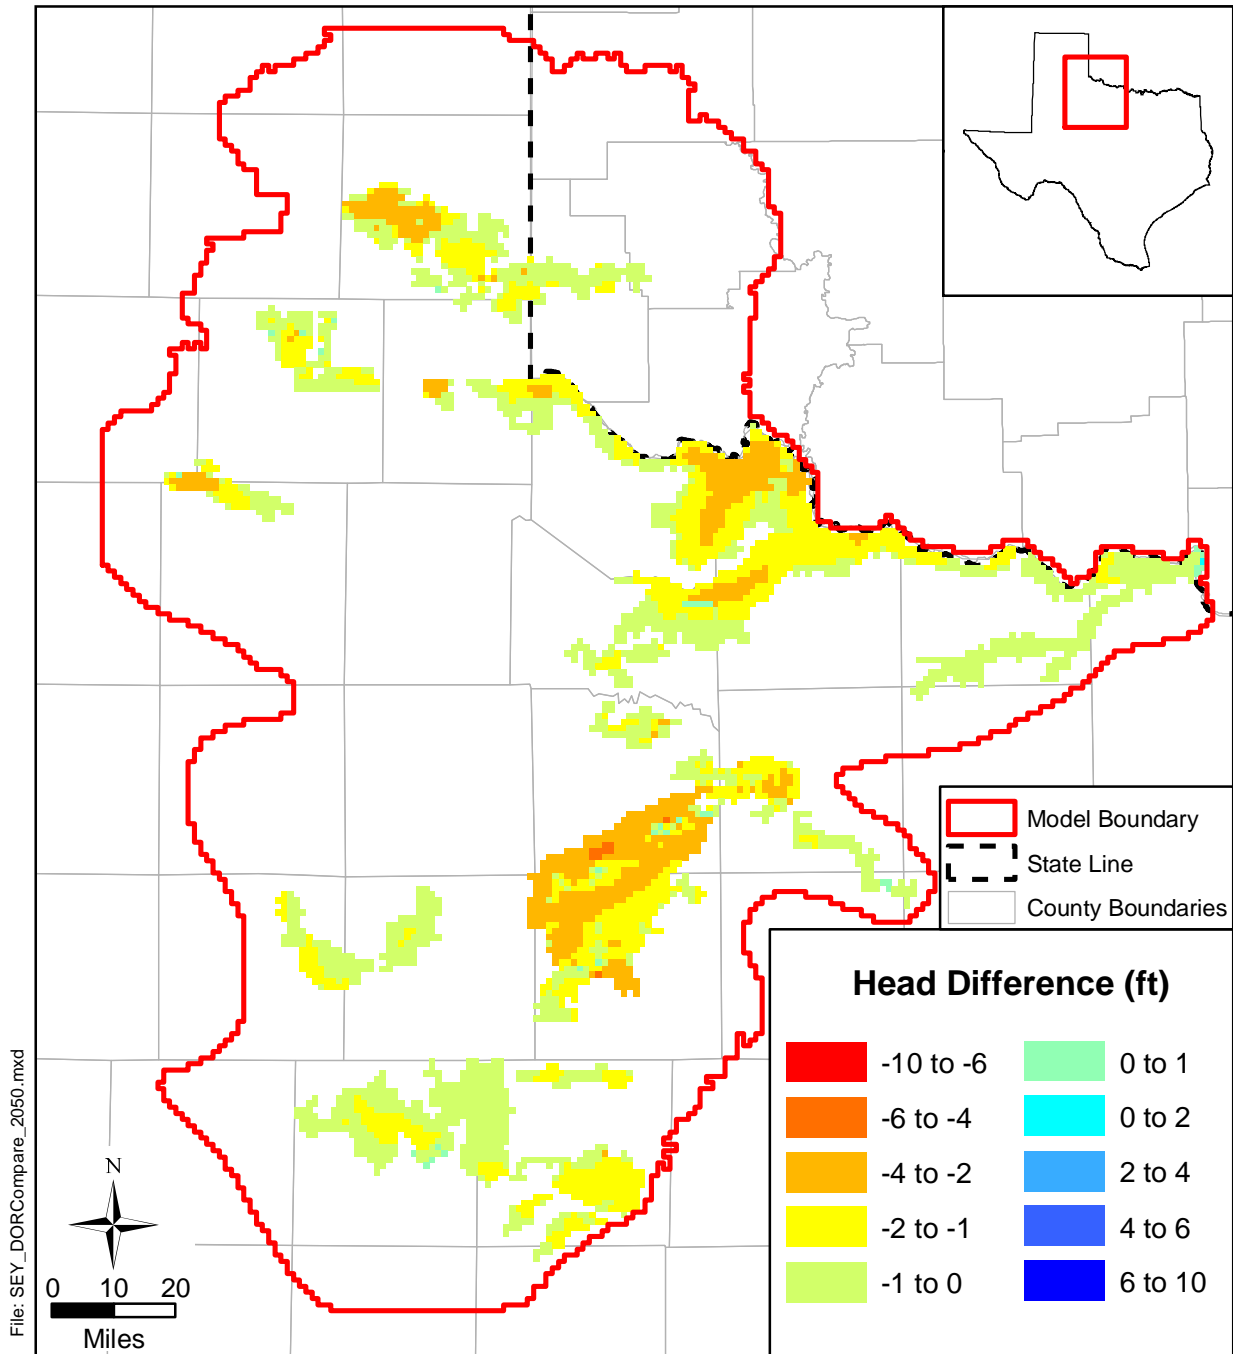 Model Boundary
State Line
County Boundaries
Head Difference (ft)
-10 to -6
-6 to -4
-4 to -2
-2 to -1
-1 to 0
0 to 1
0 to 2
2 to 4
4 to 6
6 to 10
N
0 10 20
Miles
File: SEY_DORCompare_2050.mxd